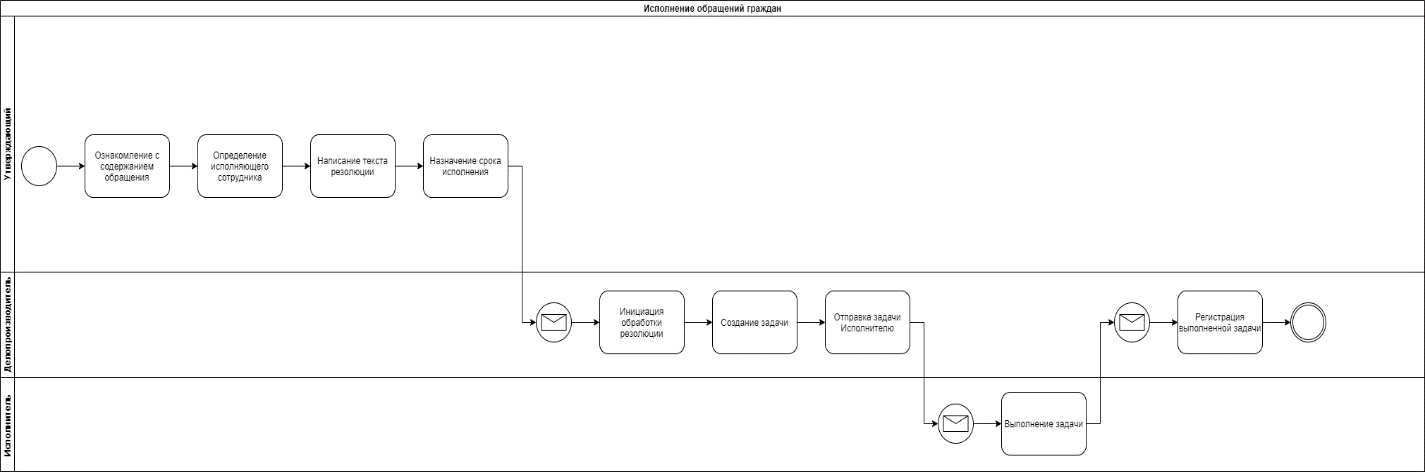 Исполнение обращений граждан
Утверждающий
Ознакомление с
содержанием
обращения
Определение
исполняющего
сотрудника
Написание текста
резолюции
Назначение срока
исполнения
Делопроизводитель
Инициация
обработки
резолюции
Создание задачи
Отправка задачи
Исполнителю
Регистрация
выполненной задачи
Исполнитель
Выполнение задачи